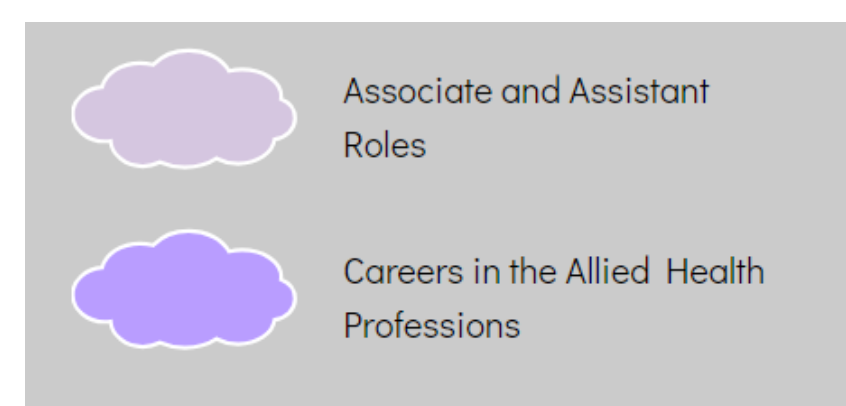 Associate and Assistant
Roles
Careers in the Allied Health
Professions